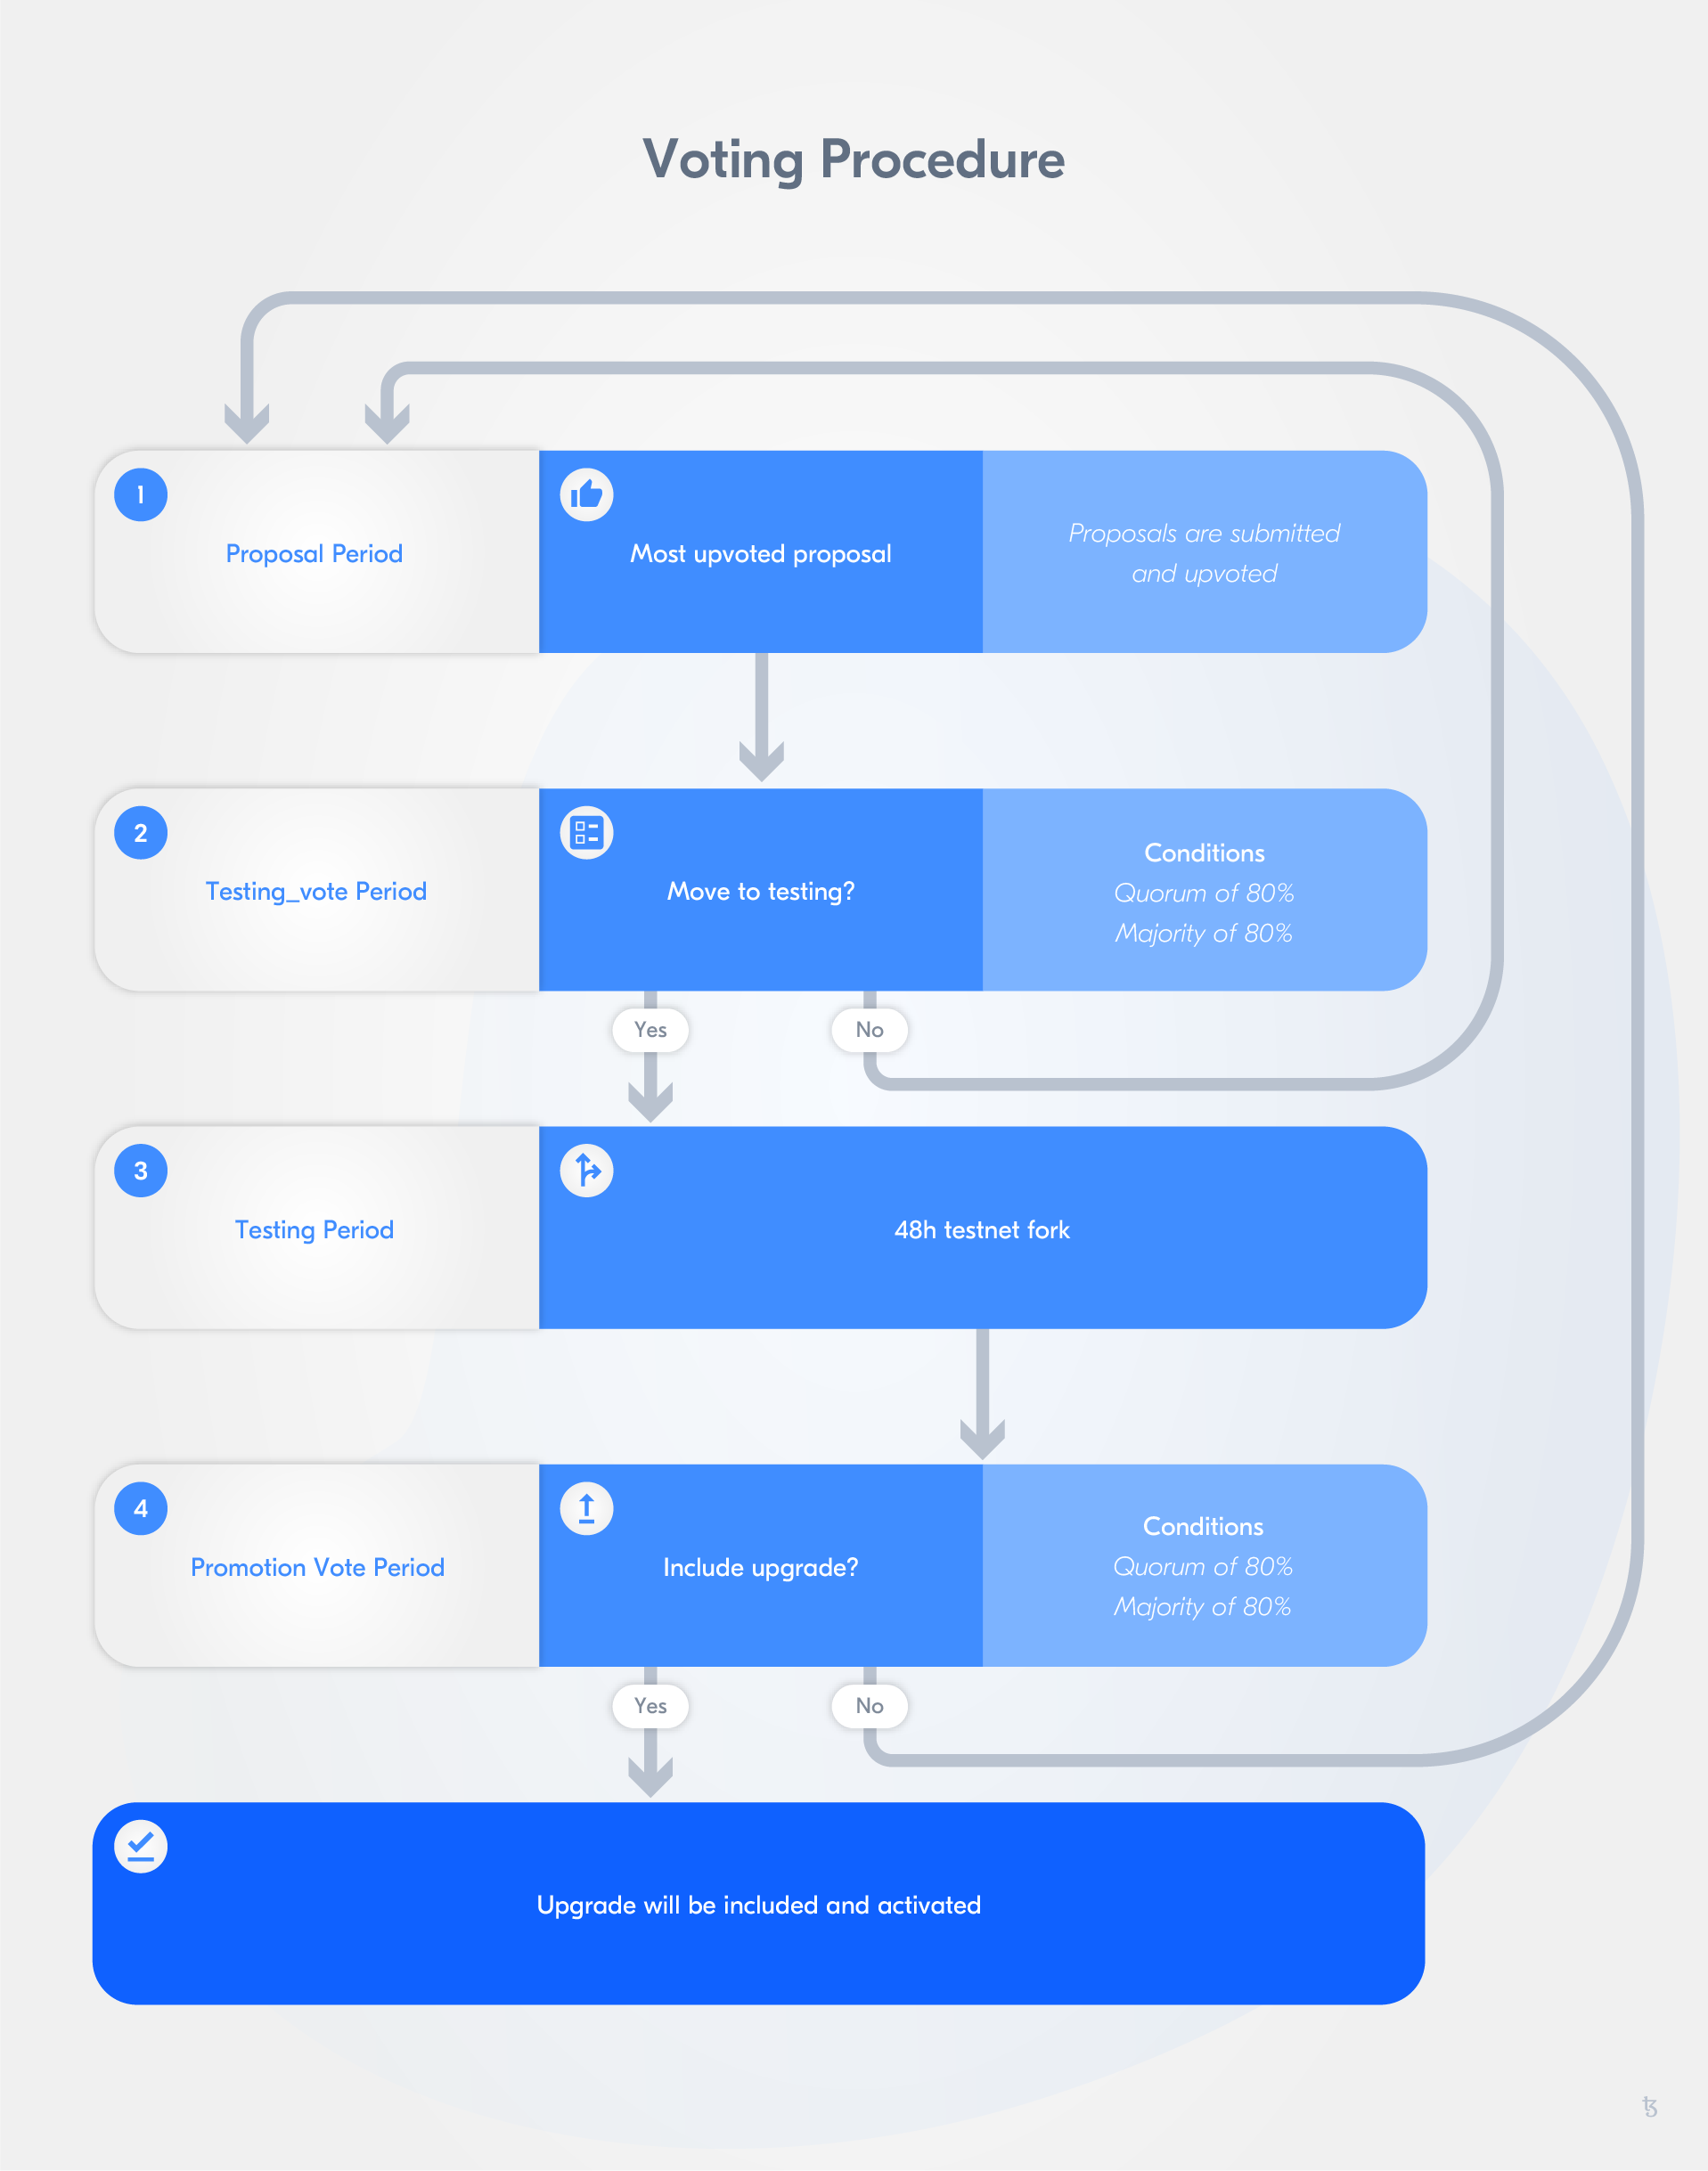 Voting Procedure
1
Proposal Period
Most upvoted proposal
Proposals are submitted
and upvoted
2
Testing_vote Period
Move to testing?
Conditions
Quorum of 80%
Majority of 80%
Yes
No
3
Testing Period
48h testnet fork
4
Promotion Vote Period
Include upgrade?
Conditions
Quorum of 80%
Majority of 80%
Yes
No
Upgrade will be included and activated
ꜩ